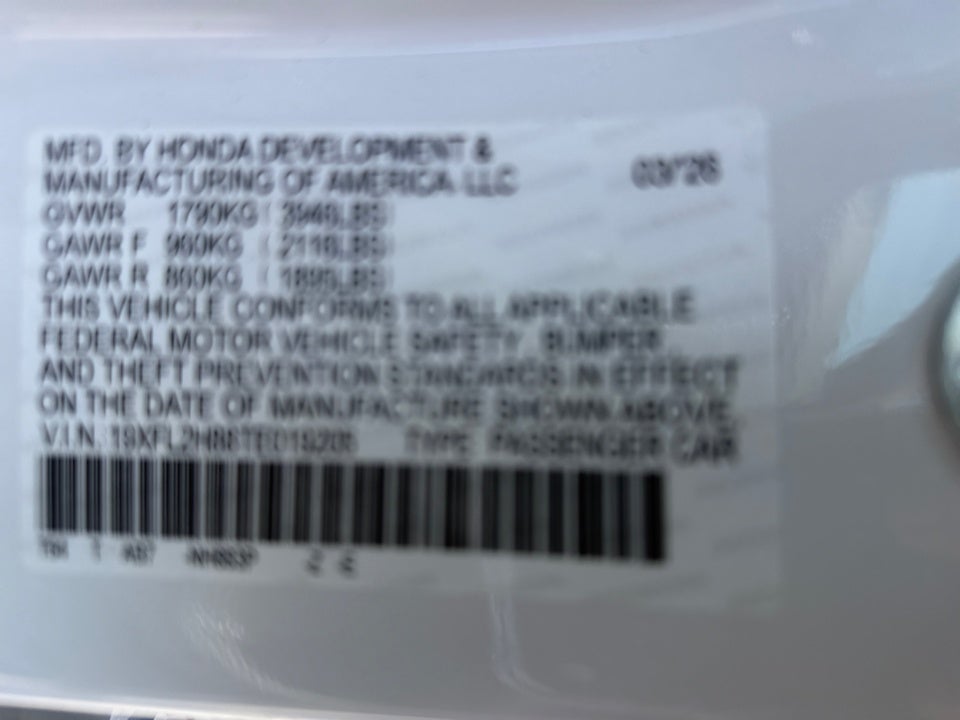 MFD. BY HONDA DEVELOPMENT &
MANUFACTURING OF AMERICA, LLC 03/26
GVWR 1790KG ( 3946LBS)
GAWR F 960KG ( 2116LBS)
GAWR R 860KG ( 1895LBS)
THIS VEHICLE CONFORMS TO ALL APPLICABLE
FEDERAL MOTOR VEHICLE SAFETY, BUMPER
AND THEFT PREVENTION STANDARDS IN EFFECT
ON THE DATE OF MANUFACTURE SHOWN ABOVE.
V.I.N. TYPE: PASSENGER CAR